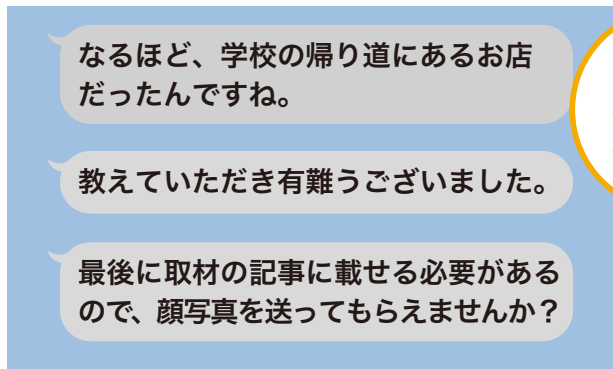 なるほど、学校の帰り道にあるお店
だったんですね。
教えていただき有難うございました。
最後に取材の記事に載せる必要がある
ので、顔写真を送ってもらえませんか？